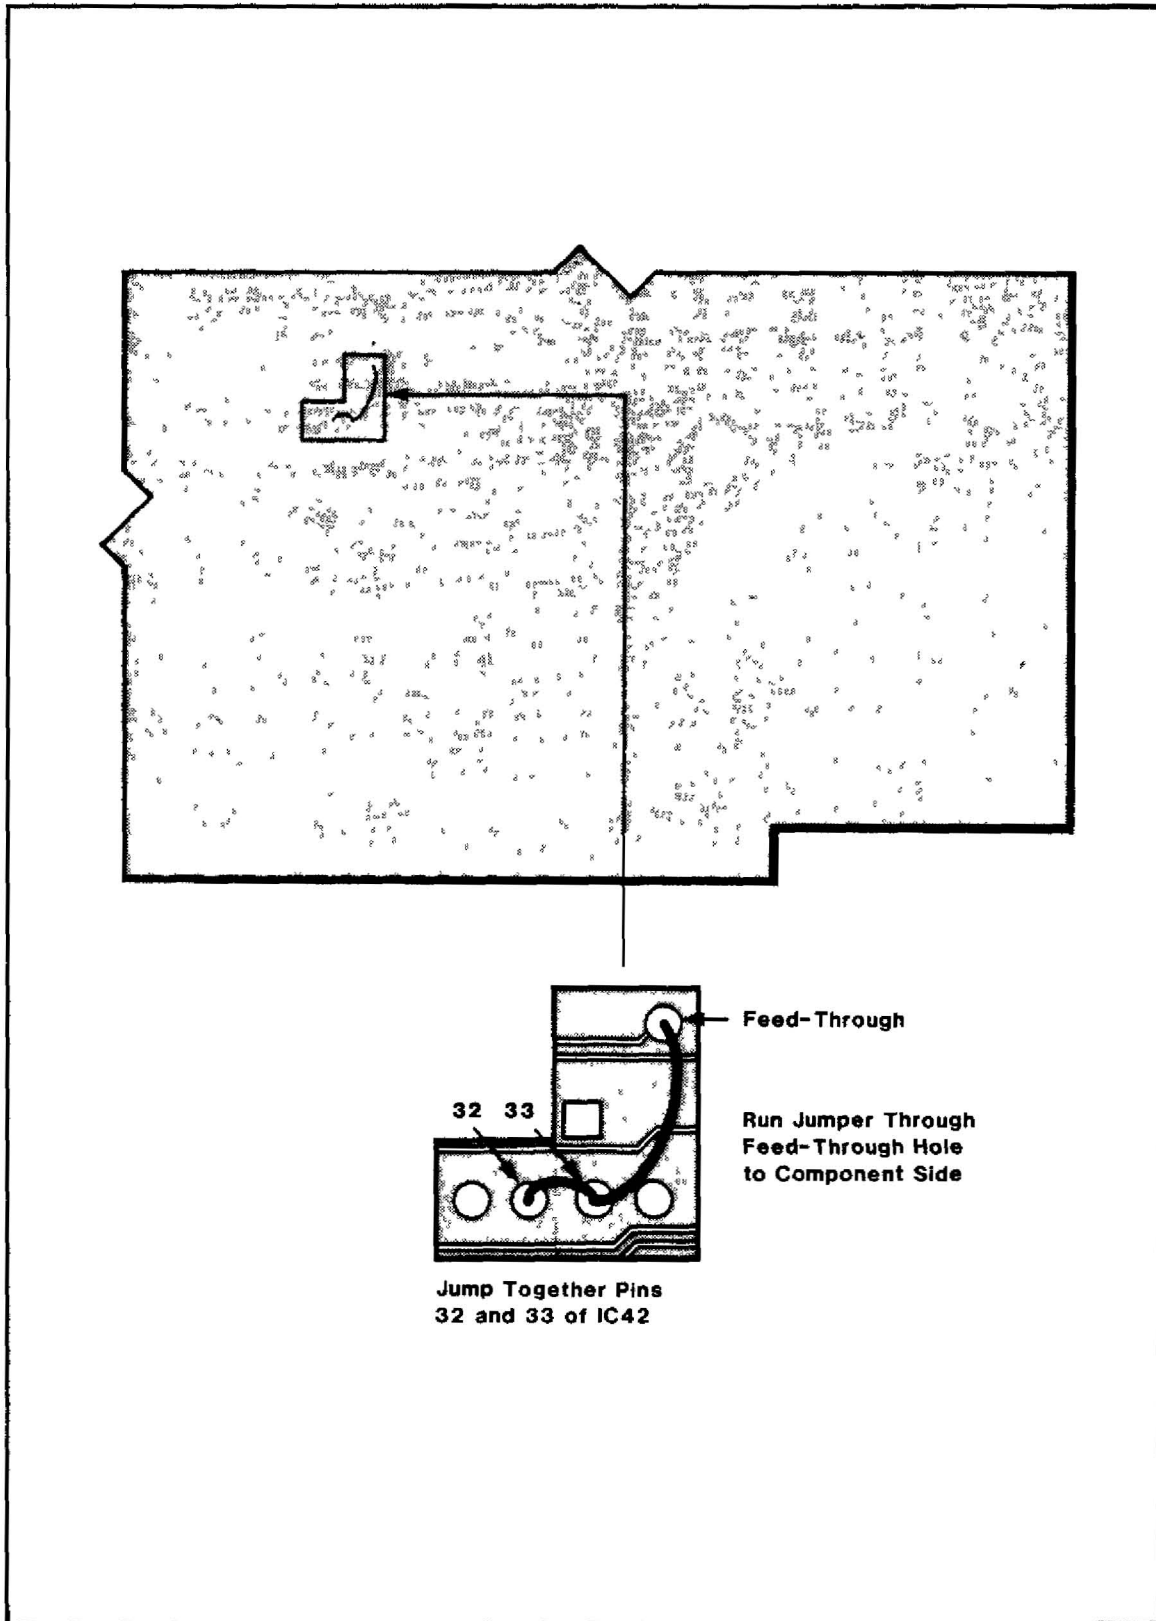 Feed-Through
32 33
Run Jumper Through
Feed-Through Hole
to Component Side
Jump Together Pins
32 and 33 of IC42